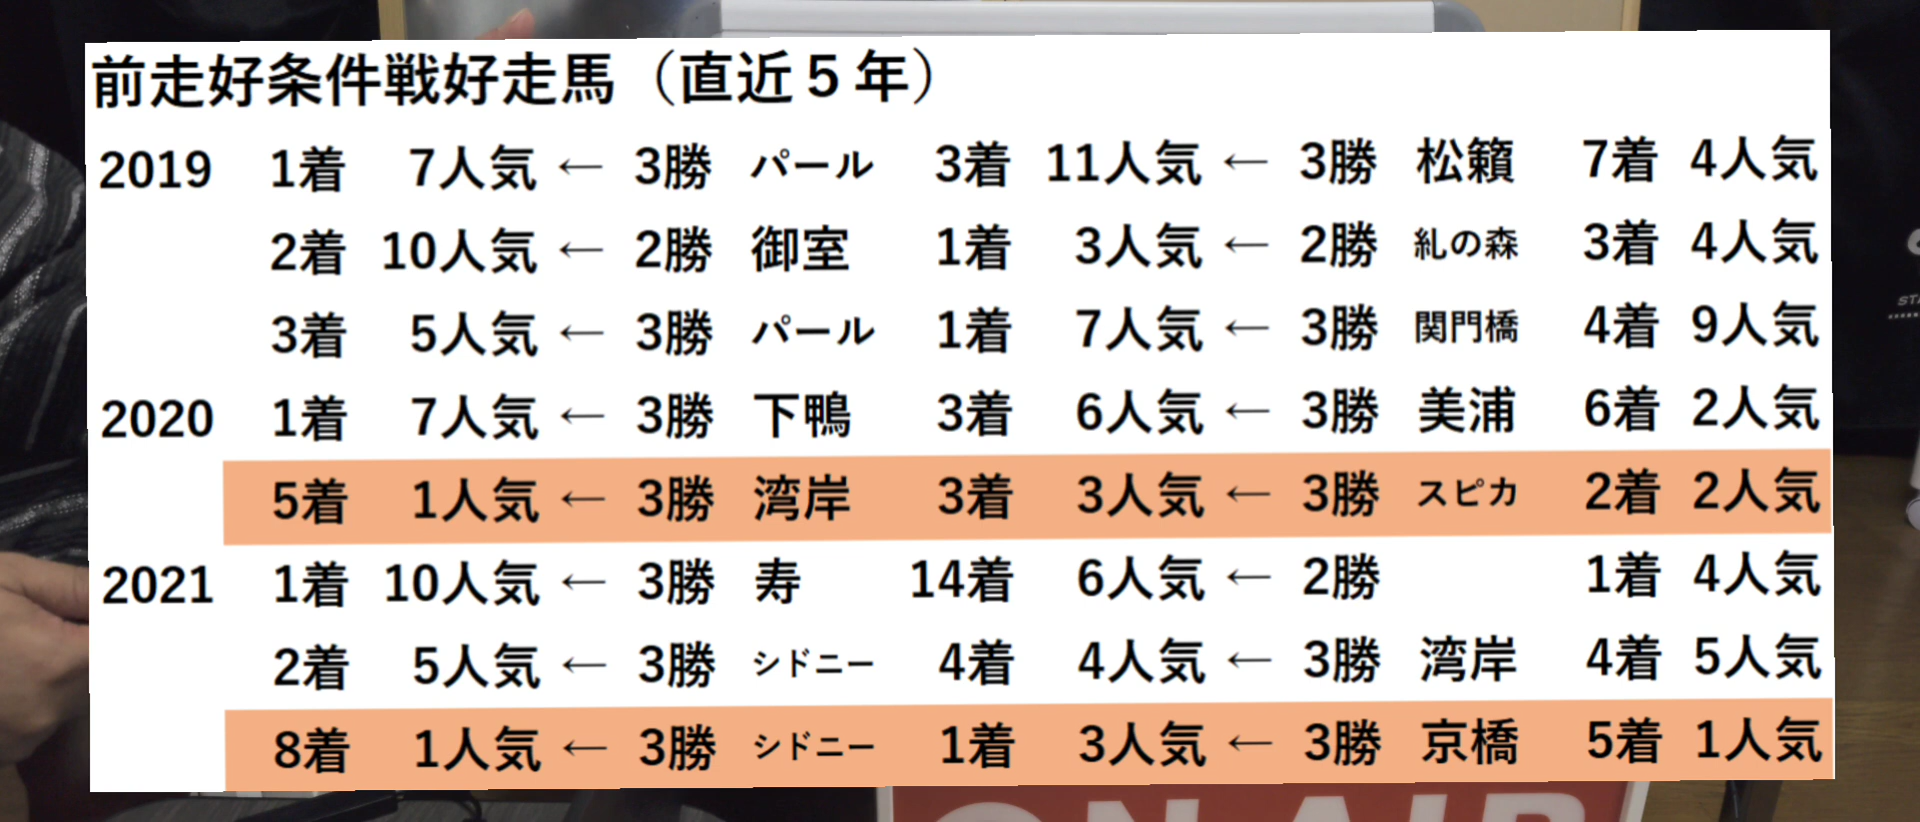 前走好条件戦好走馬（直近５年）
2019 1着 7人気 ← 3勝 パール 3着 11人気 ← 3勝 松籟 7着 4人気
2着 10人気 ← 2勝 御室 1着 3人気 ← 2勝 糺の森 3着 4人気
3着 5人気 ← 3勝 パール 1着 7人気 ← 3勝 関門橋 4着 9人気
2020 1着 7人気 ← 3勝 下鴨 3着 6人気 ← 3勝 美浦 6着 2人気
5着 1人気 ← 3勝 湾岸 3着 3人気 ← 3勝 スピカ 2着 2人気
2021 1着 10人気 ← 3勝 寿 14着 6人気 ← 2勝 1着 4人気
2着 5人気 ← 3勝 シドニー 4着 4人気 ← 3勝 湾岸 4着 5人気
8着 1人気 ← 3勝 シドニー 1着 3人気 ← 3勝 京橋 5着 1人気
ON AIR